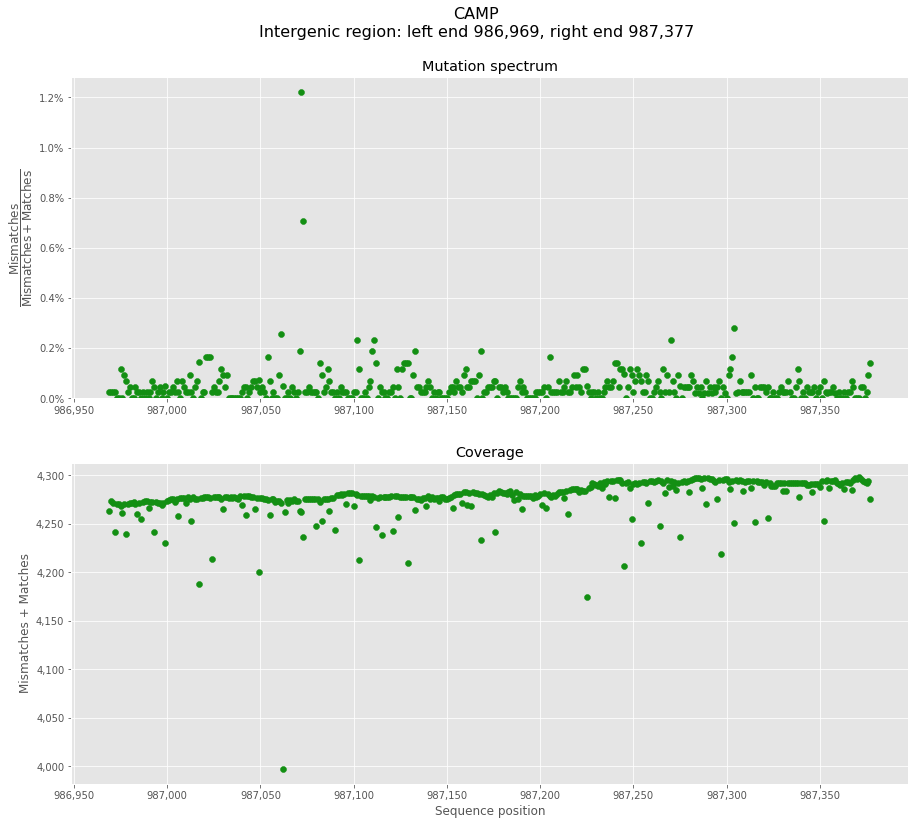 CAMP
Intergenic region: left end 986,969, right end 987,377
Mutation spectrum
1.2%
1.0%
0.8%
0.6%
0.4%
0.2%
0.0%
Mismatches
Mismatches + Matches
986,950 987,000 987,050 987,100 987,150 987,200 987,250 987,300 987,350
Coverage
4,300
4,250
4,200
4,150
4,100
4,050
4,000
Mismatches + Matches
986,950 987,000 987,050 987,100 987,150 987,200 987,250 987,300 987,350
Sequence position